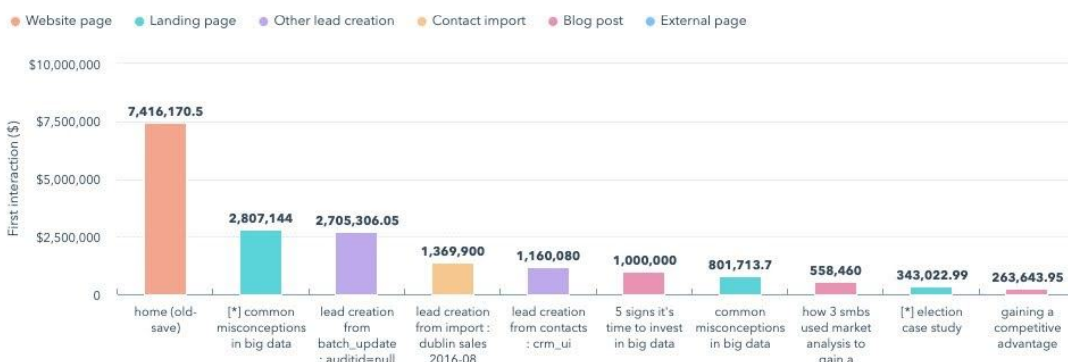 Website page
Landing page
Other lead creation
Contact import
Blog post
External page
First interaction ($)
$10,000,000
$7,500,000
$5,000,000
$2,500,000
0
7,416,170.5
2,807,144
2,705,306.05
1,369,900
1,160,080
1,000,000
801,713.7
558,460
343,022.99
263,643.95
home (old-
save)
[*] common
misconceptions
in big data
lead creation
from
batch_update
: auditid=null
lead creation
from import :
dublin sales
2016-08
lead creation
from contacts
: crm_ui
5 signs it's
time to invest
in big data
common
misconceptions
in big data
how 3 smbs
used market
analysis to
gain a
[*] election
case study
gaining a
competitive
advantage